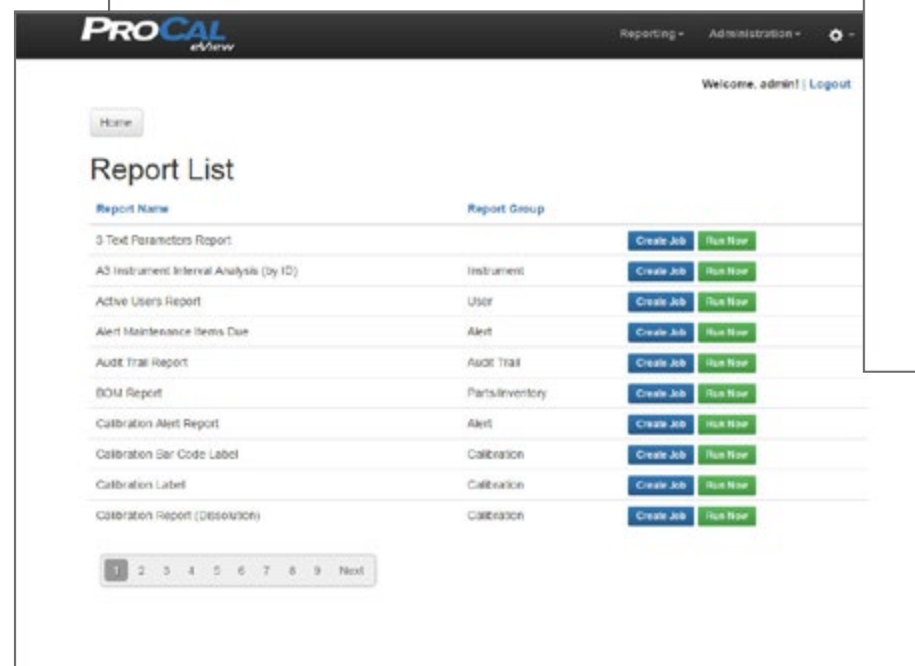 PROCAL
eView
Reporting Administration
Welcome, admin! | Logout
Home
Report List
Report Name Report Group
3 Text Parameters Report Create Job Run Now
A3 Instrument Interval Analysis (by ID) Instrument Create Job Run Now
Active Users Report User Create Job Run Now
Alert Maintenance Items Due Alert Create Job Run Now
Audit Trail Report Audit Trail Create Job Run Now
BOM Report Parts/Inventory Create Job Run Now
Calibration Alert Report Alert Create Job Run Now
Calibration Bar Code Label Calibration Create Job Run Now
Calibration Label Calibration Create Job Run Now
Calibration Report (Dissolution) Calibration Create Job Run Now
1 2 3 4 5 6 7 8 9 Next